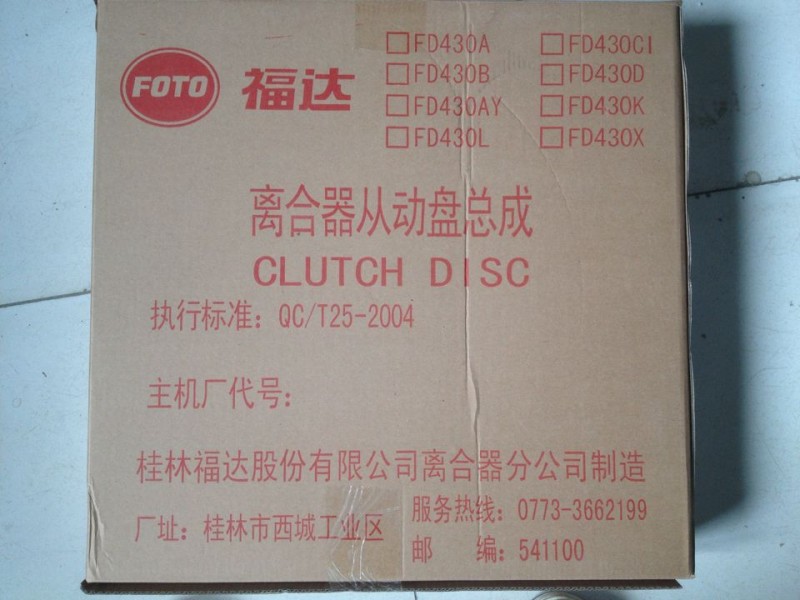 FOTO 福达
□FD430A □FD430CI
□FD430B □FD430D
□FD430AY □FD430K
□FD430L □FD430X
离合器从动盘总成
CLUTCH DISC
执行标准：QC/T25-2004
主机厂代号：
桂林福达股份有限公司离合器分公司制造
厂址：桂林市西城工业区
服务热线：0773-3662199
邮 编：541100